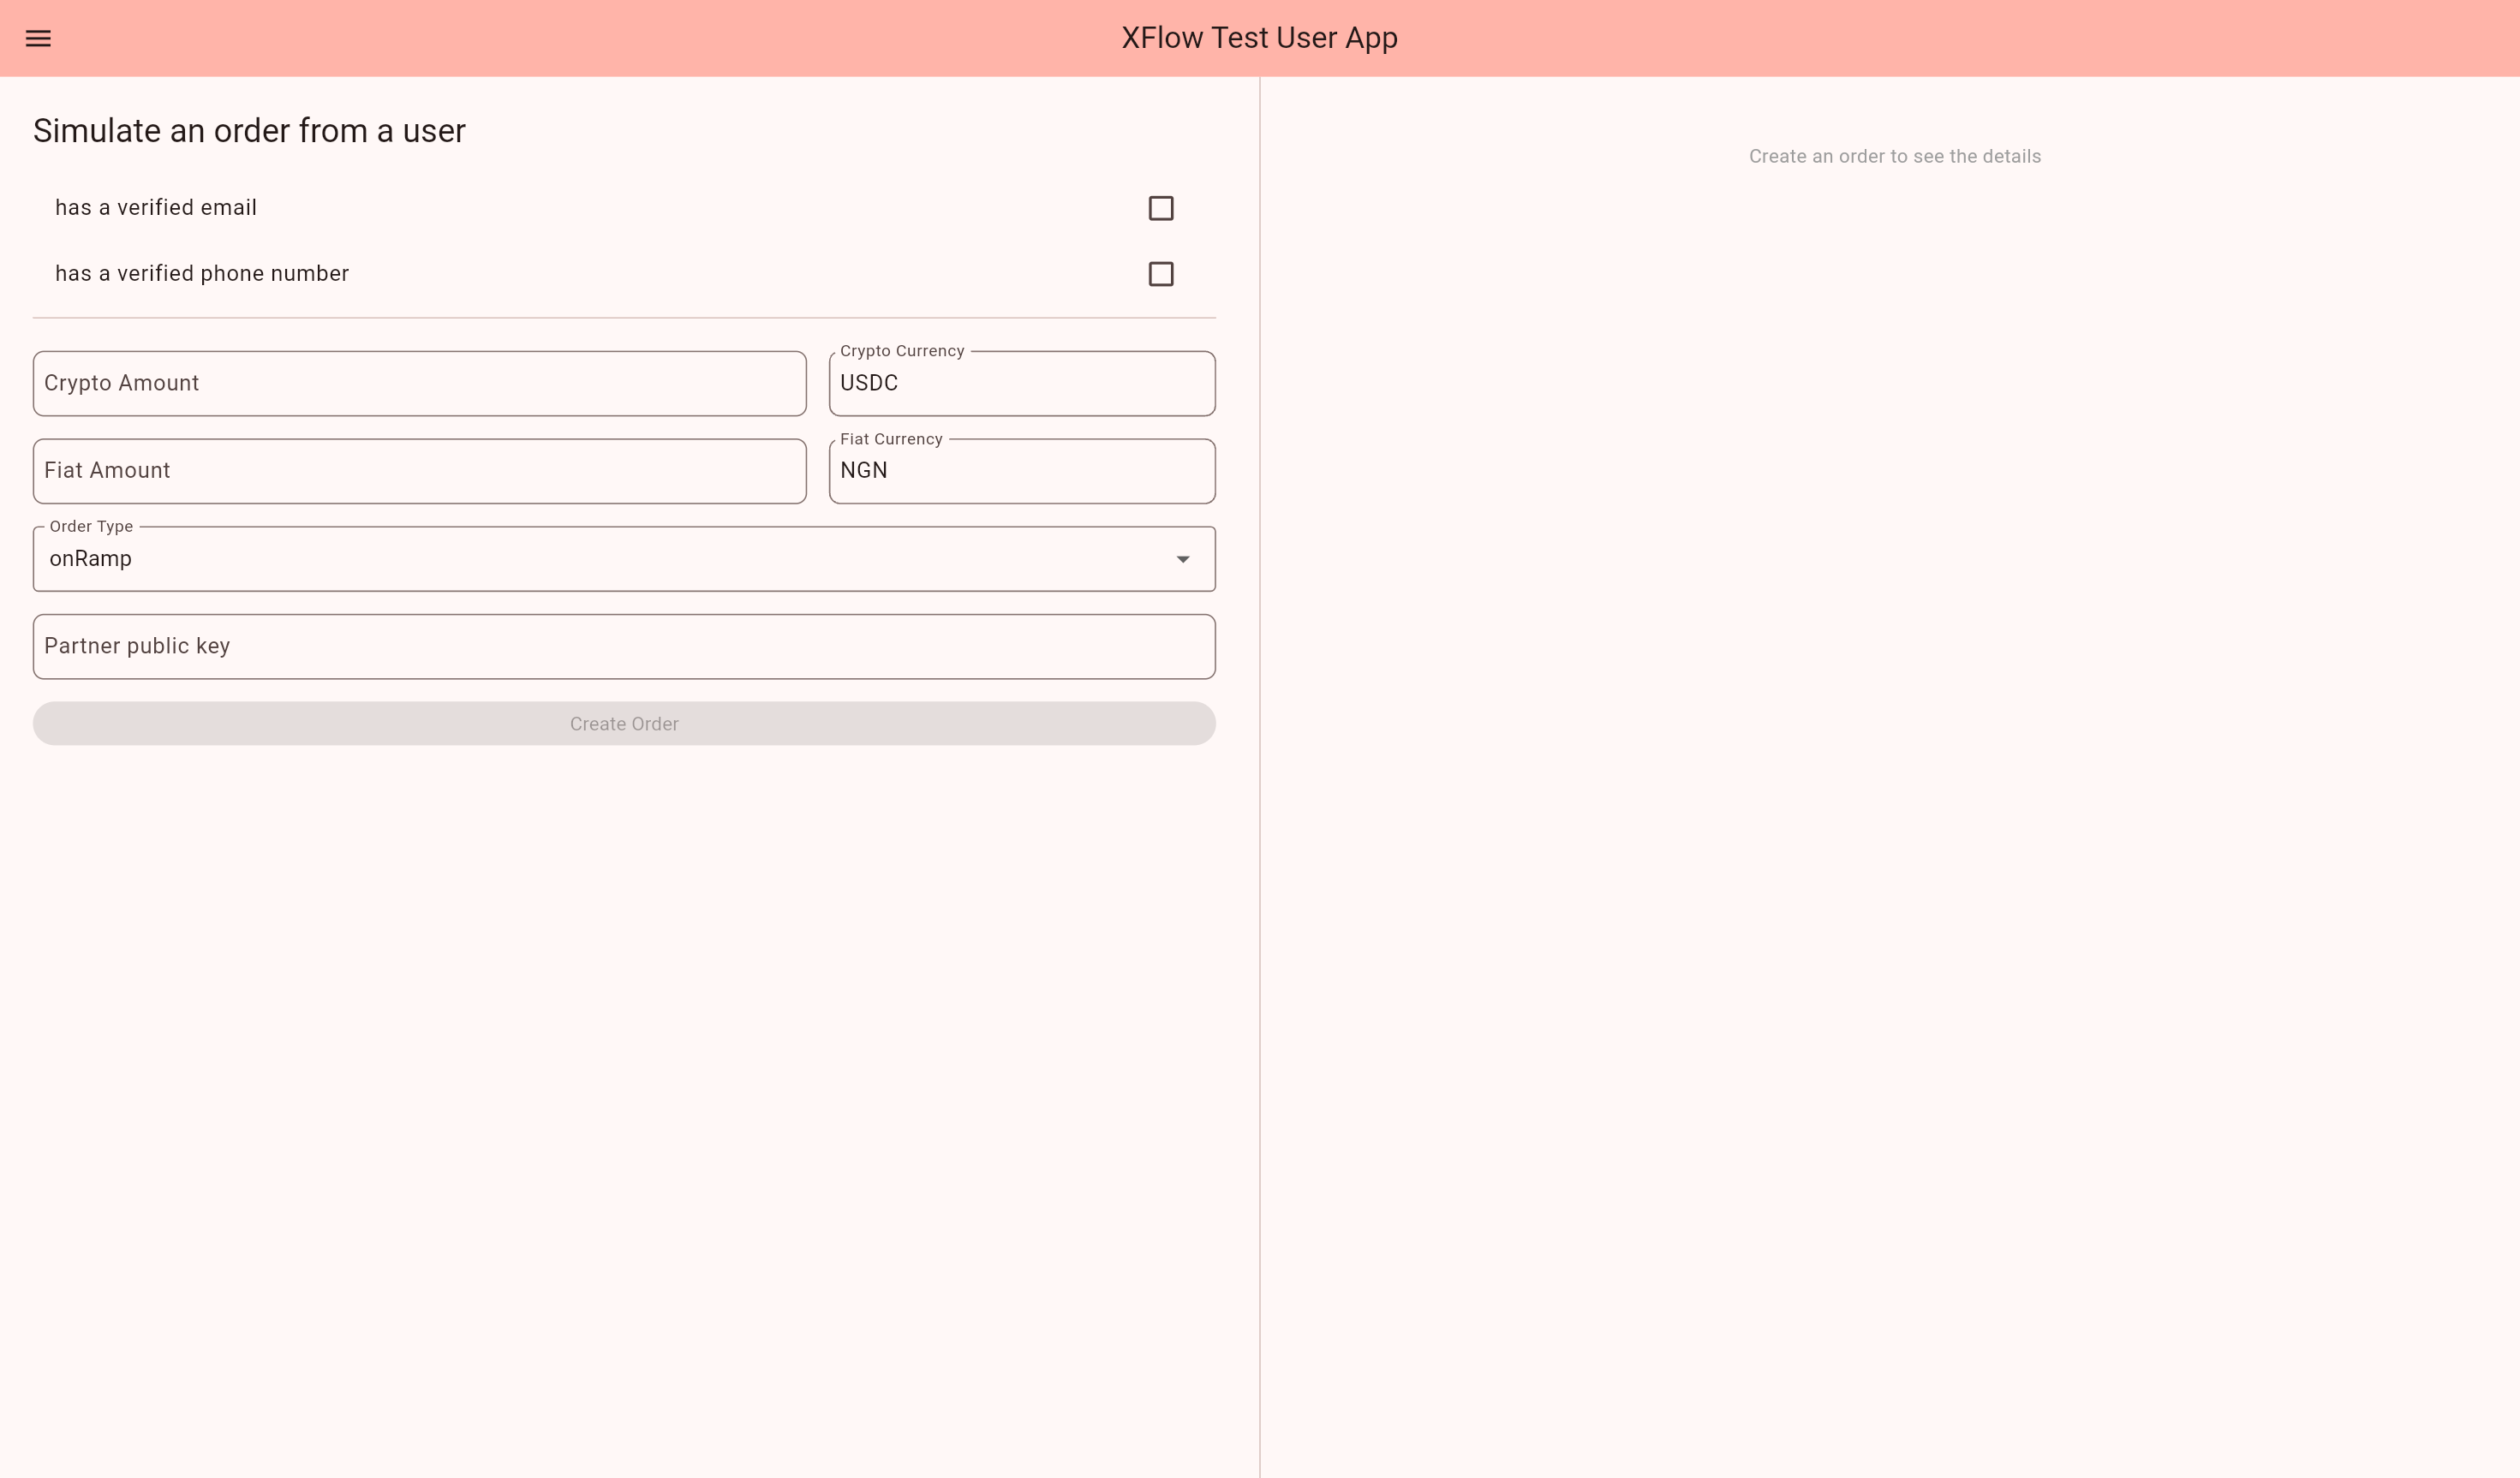 XFlow Test User App
Simulate an order from a user
has a verified email
has a verified phone number
Crypto Amount
Crypto Currency
USDC
Fiat Amount
Fiat Currency
NGN
Order Type
onRamp
Partner public key
Create Order
Create an order to see the details